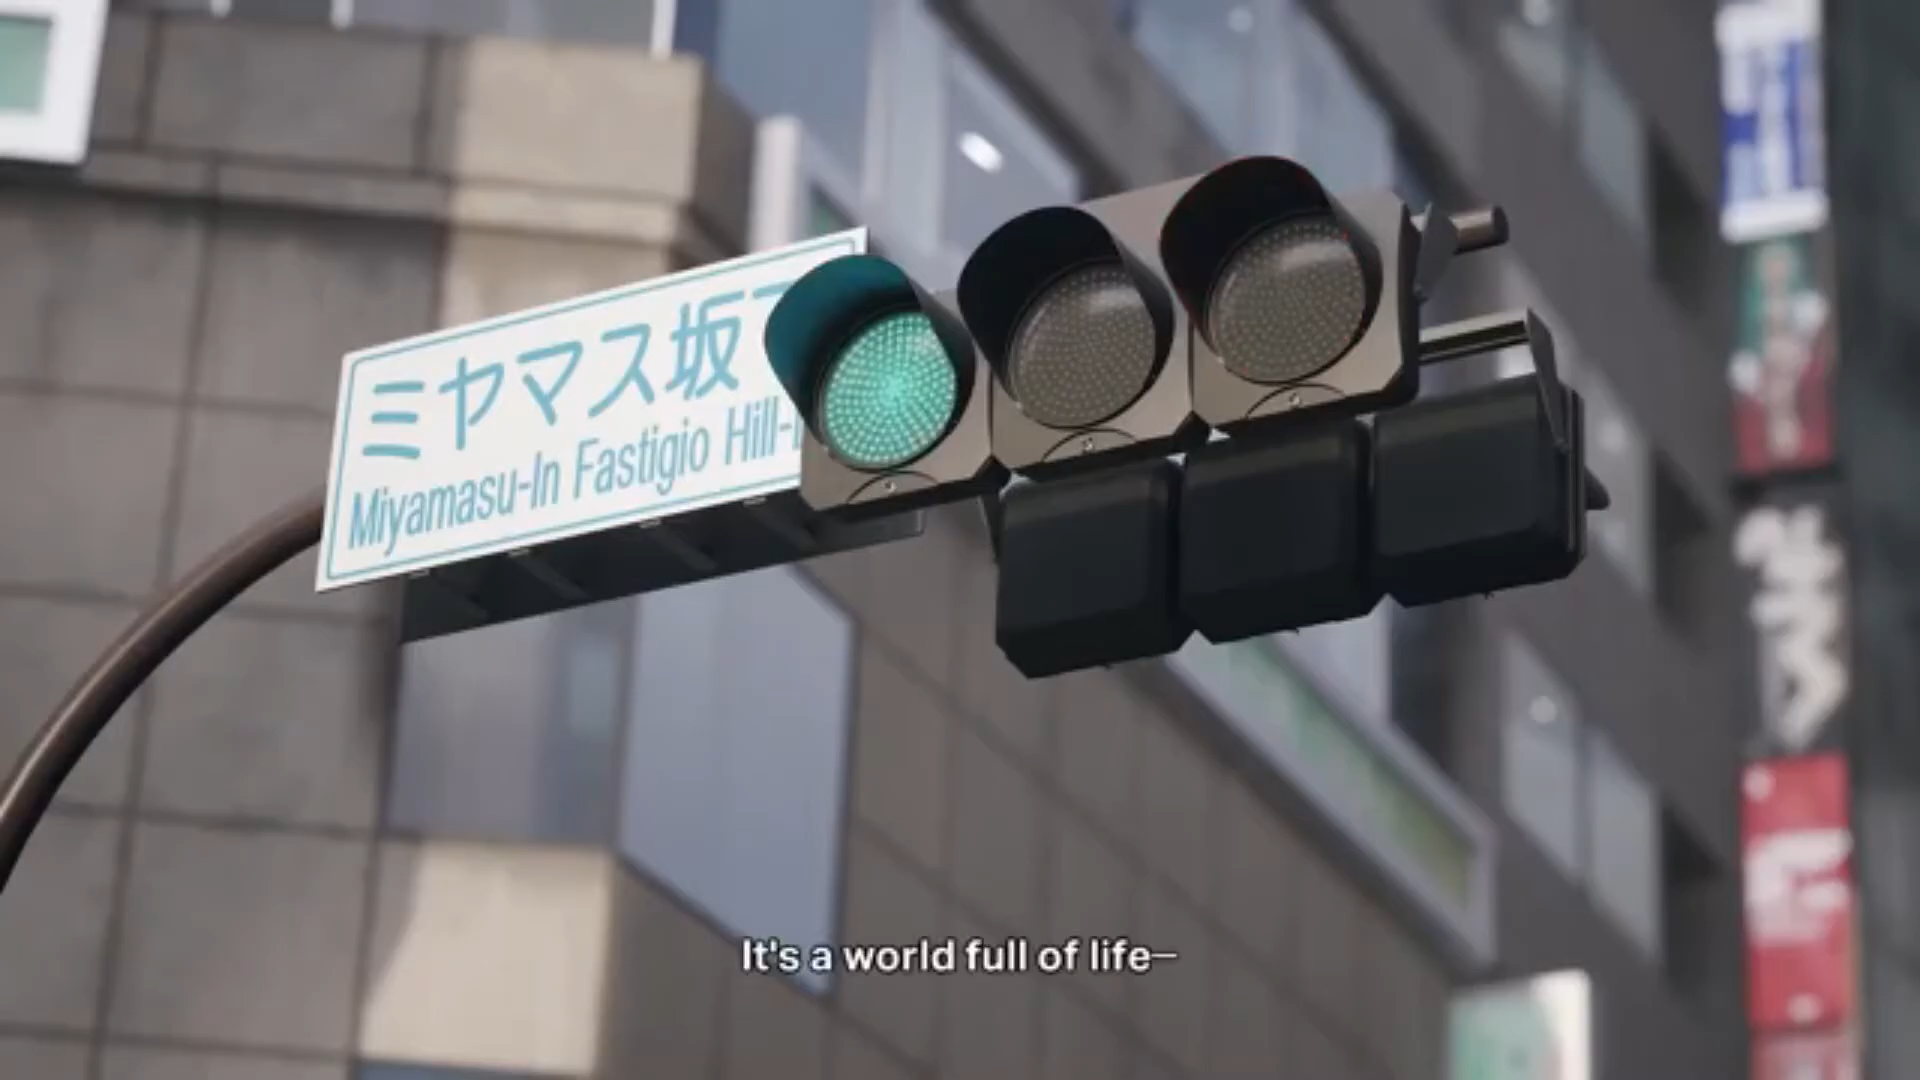 ミヤマス坂
Miyamasu-In Fastigio Hill-
It's a world full of life—